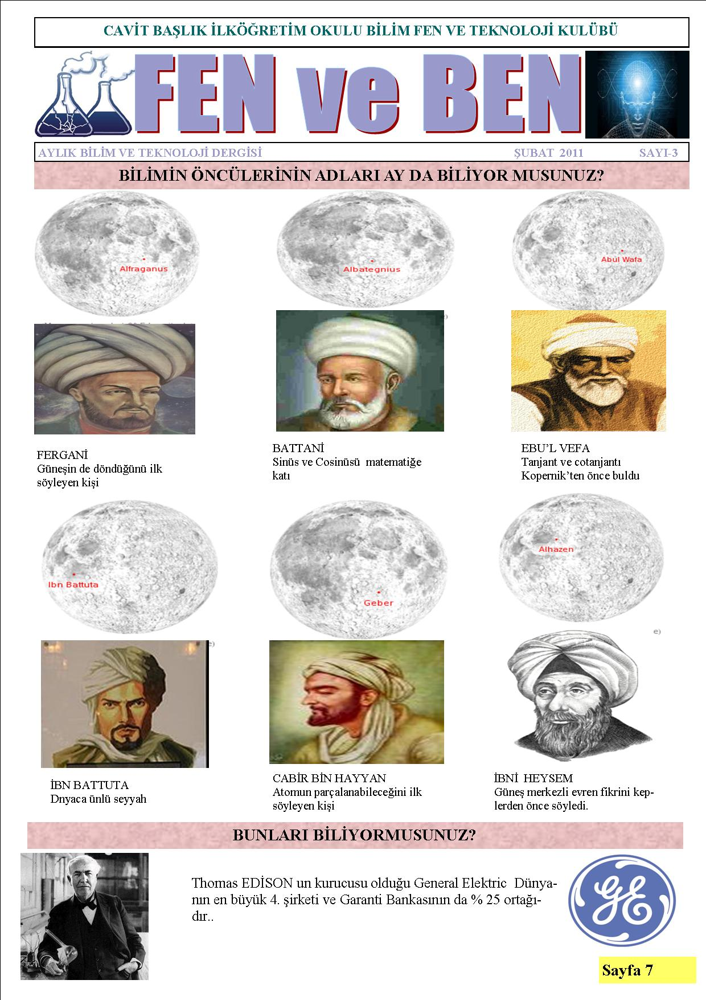 CAVİT BAŞLIK İLKÖĞRETİM OKULU BİLİM FEN VE TEKNOLOJİ KULÜBÜ
FEN ve BEN
AYLIK BİLİM VE TEKNOLOJİ DERGİSİ ŞUBAT 2011 SAYI-3
BİLİMİN ÖNCÜLERİNİN ADLARI AY DA BİLİYOR MUSUNUZ?
Alfraganus
Albategnius
Abul Wafa
FERGANİ
Güneşin de döndüğünü ilk
söyleyen kişi
BATTANİ
Sinüs ve Cosinüsü matematiğe
katı
EBU'L VEFA
Tanjant ve cotanjantı
Kopernik'ten önce buldu
Ibn Battuta
Geber
Alhazen
e)
e)
İBN BATTUTA
Dnyaca ünlü seyyah
CABİR BİN HAYYAN
Atomun parçalanabileceğini ilk
söyleyen kişi
İBNİ HEYSEM
Güneş merkezli evren fikrini kep-
lerden önce söyledi.
BUNLARI BİLİYORMUSUNUZ?
Thomas EDİSON un kurucusu olduğu General Elektric Dünya-
nın en büyük 4. şirketi ve Garanti Bankasının da % 25 ortağı-
dır..
GE
Sayfa 7